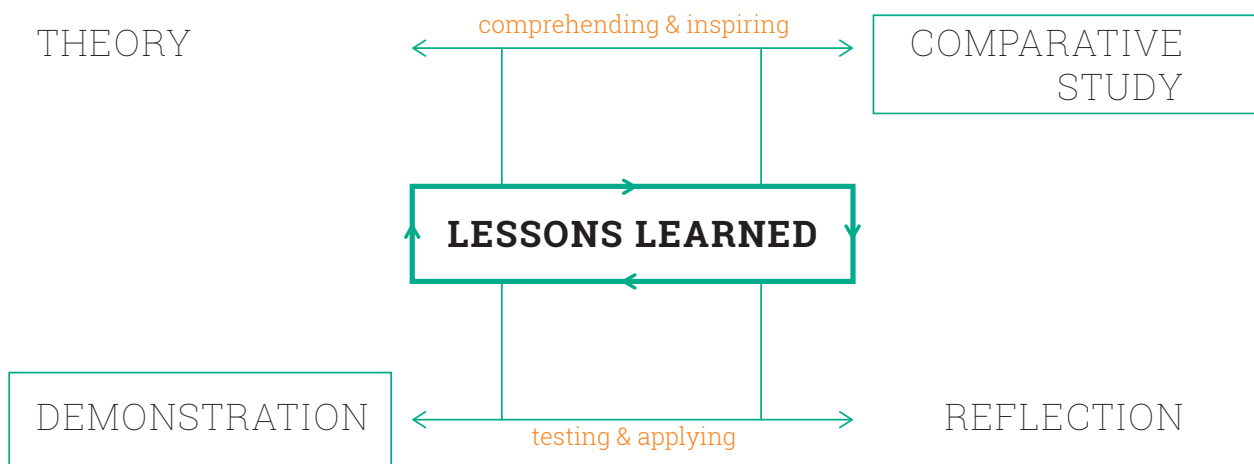 THEORY
comprehending & inspiring
COMPARATIVE
STUDY
LESSONS LEARNED
DEMONSTRATION
testing & applying
REFLECTION